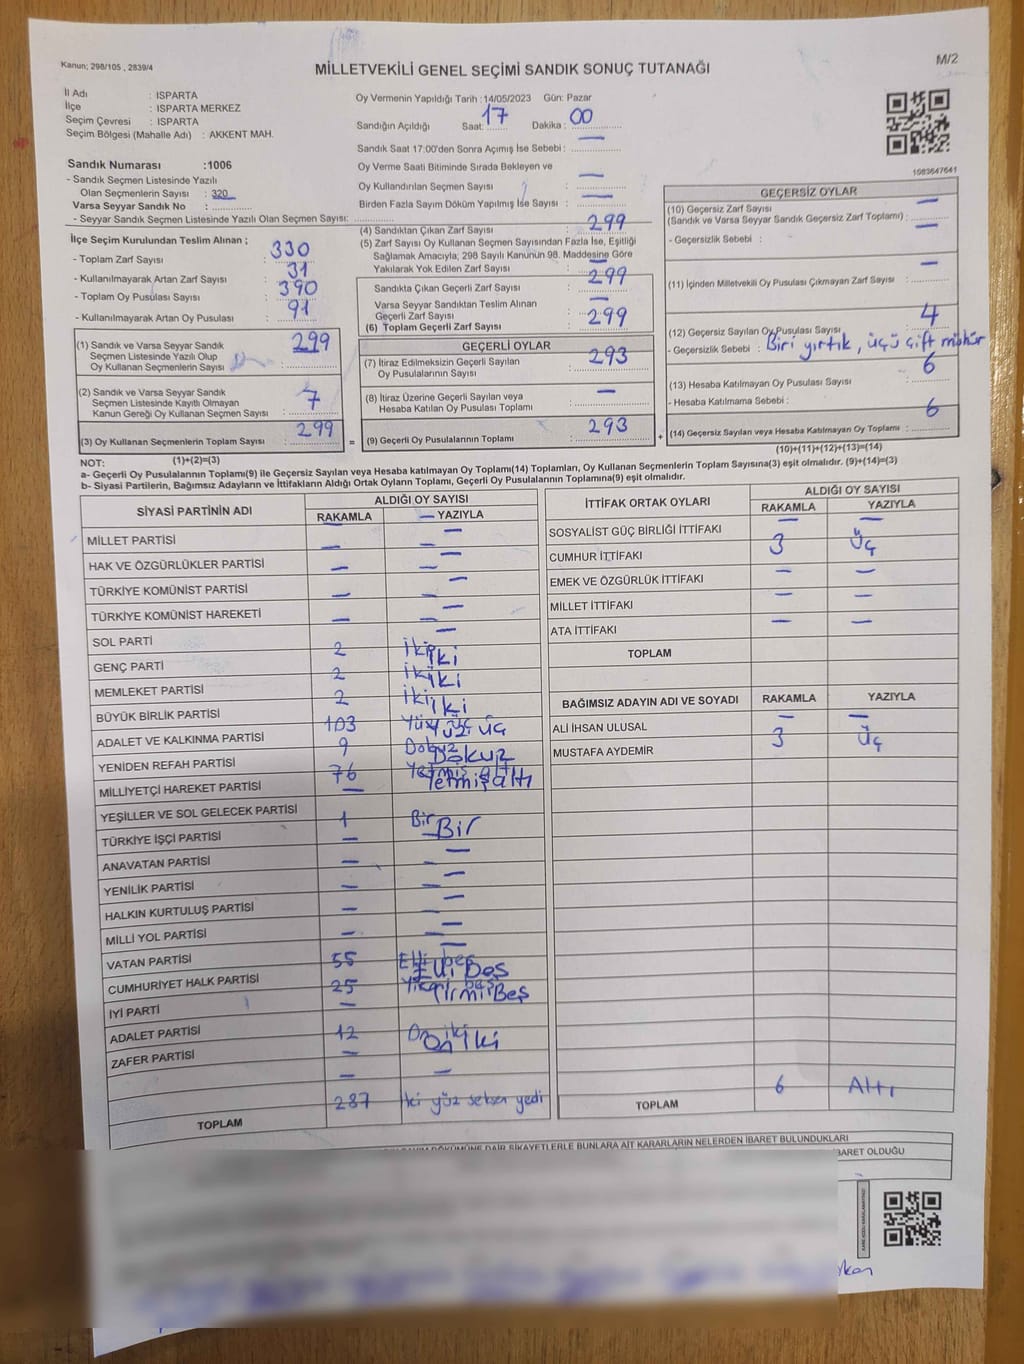 Kanun; 298/105 , 2839/4
M/2
MİLLETVEKİLİ GENEL SEÇİMİ SANDIK SONUÇ TUTANAĞI
İl Adı : ISPARTA
İlçe : ISPARTA MERKEZ
Seçim Çevresi : ISPARTA
Seçim Bölgesi (Mahalle Adı) : AKKENT MAH.
Sandık Numarası :1006
- Sandık Seçmen Listesinde Yazılı
Olan Seçmenlerin Sayısı : 320
Varsa Seyyar Sandık No :
- Seyyar Sandık Seçmen Listesinde Yazılı Olan Seçmen Sayısı:
Oy Vermenin Yapıldığı Tarih :14/05/2023 Gün: Pazar
Sandığın Açıldığı Saat: 17 Dakika : 00
Sandık Saat 17:00'den Sonra Açımış İse Sebebi : —
Oy Verme Saati Bitiminde Sırada Bekleyen ve
Oy Kullandırılan Seçmen Sayısı : —
Birden Fazla Sayım Döküm Yapılmış İse Sayısı : —
1083647641
İlçe Seçim Kurulundan Teslim Alınan ;
- Toplam Zarf Sayısı : 330
- Kullanılmayarak Artan Zarf Sayısı : 31
- Toplam Oy Pusulası Sayısı : 390
- Kullanılmayarak Artan Oy Pusulası : 91
(1) Sandık ve Varsa Seyyar Sandık
Seçmen Listesinde Yazılı Olup
Oy Kullanan Seçmenlerin Sayısı : 299
(2) Sandık ve Varsa Seyyar Sandık
Seçmen Listesinde Kayıtlı Olmayan
Kanun Gereği Oy Kullanan Seçmen Sayısı : 7
(3) Oy Kullanan Seçmenlerin Toplam Sayısı : 299
(1)+(2)=(3)
(4) Sandıktan Çıkan Zarf Sayısı : 299
(5) Zarf Sayısı Oy Kullanan Seçmen Sayısından Fazla İse, Eşitliği
Sağlamak Amacıyla; 298 Sayılı Kanunun 98. Maddesine Göre
Yakılarak Yok Edilen Zarf Sayısı : —
Sandıkta Çıkan Geçerli Zarf Sayısı : 299
Varsa Seyyar Sandıktan Teslim Alınan
Geçerli Zarf Sayısı : —
(6) Toplam Geçerli Zarf Sayısı : 299
GEÇERLİ OYLAR
(7) İtiraz Edilmeksizin Geçerli Sayılan
Oy Pusulalarının Sayısı : 293
(8) İtiraz Üzerine Geçerli Sayılan veya
Hesaba Katılan Oy Pusulası Toplamı : —
= (9) Geçerli Oy Pusulalarının Toplamı : 293
GEÇERSİZ OYLAR
(10) Geçersiz Zarf Sayısı
(Sandık ve Varsa Seyyar Sandık Geçersiz Zarf Toplamı) : —
- Geçersizlik Sebebi : —
(11) İçinden Milletvekili Oy Pusulası Çıkmayan Zarf Sayısı : —
(12) Geçersiz Sayılan Oy Pusulası Sayısı : 4
- Geçersizlik Sebebi : Biri yırtık, üçü çift mühür
(13) Hesaba Katılmayan Oy Pusulası Sayısı : 6
- Hesaba Katılmama Sebebi :
+ (14) Geçersiz Sayılan veya Hesaba Katılmayan Oy Toplamı : 6
(10)+(11)+(12)+(13)=(14)
NOT:
a- Geçerli Oy Pusulalarının Toplamı(9) ile Geçersiz Sayılan veya Hesaba katılmayan Oy Toplamı(14) Toplamları, Oy Kullanan Seçmenlerin Toplam Sayısına(3) eşit olmalıdır. (9)+(14)=(3)
b- Siyasi Partilerin, Bağımsız Adayların ve İttifakların Aldığı Ortak Oyların Toplamı, Geçerli Oy Pusulalarının Toplamına(9) eşit olmalıdır.
SİYASİ PARTİNİN ADI ALDIĞI OY SAYISI
RAKAMLA YAZIYLA
MİLLET PARTİSİ — —
HAK VE ÖZGÜRLÜKLER PARTİSİ — —
TÜRKİYE KOMÜNİST PARTİSİ — —
TÜRKİYE KOMÜNİST HAREKETİ — —
SOL PARTİ — —
GENÇ PARTİ 2 İki İki
MEMLEKET PARTİSİ 2 İki İki
BÜYÜK BİRLİK PARTİSİ 2 İki İki
ADALET VE KALKINMA PARTİSİ 103 Yüz üç Yüz üç
YENİDEN REFAH PARTİSİ 9 Dokuz Dokuz
MİLLİYETÇİ HAREKET PARTİSİ 76 Yetmiş altı Yetmiş altı
YEŞİLLER VE SOL GELECEK PARTİSİ —
TÜRKİYE İŞÇİ PARTİSİ 1 Bir Bir
ANAVATAN PARTİSİ — —
YENİLİK PARTİSİ — —
HALKIN KURTULUŞ PARTİSİ — —
MİLLİ YOL PARTİSİ — —
VATAN PARTİSİ — —
CUMHURİYET HALK PARTİSİ 55 Elli beş Elli Beş
İYİ PARTİ 25 Yirmi beş Yirmi Beş
ADALET PARTİSİ —
ZAFER PARTİSİ 12 On iki On iki
— —
TOPLAM 287 İki yüz seksen yedi
İTTİFAK ORTAK OYLARI ALDIĞI OY SAYISI
RAKAMLA YAZIYLA
SOSYALİST GÜÇ BİRLİĞİ İTTİFAKI — —
CUMHUR İTTİFAKI 3 Üç
EMEK VE ÖZGÜRLÜK İTTİFAKI — —
MİLLET İTTİFAKI — —
ATA İTTİFAKI — —
TOPLAM
BAĞIMSIZ ADAYIN ADI VE SOYADI RAKAMLA YAZIYLA
ALİ İHSAN ULUSAL — —
MUSTAFA AYDEMİR 3 Üç
TOPLAM 6 Altı
DÖKÜMÜNE DAİR ŞİKAYETLERLE BUNLARA AİT KARARLARIN NELERDEN İBARET BULUNDUKLARI
İBARET OLDUĞU